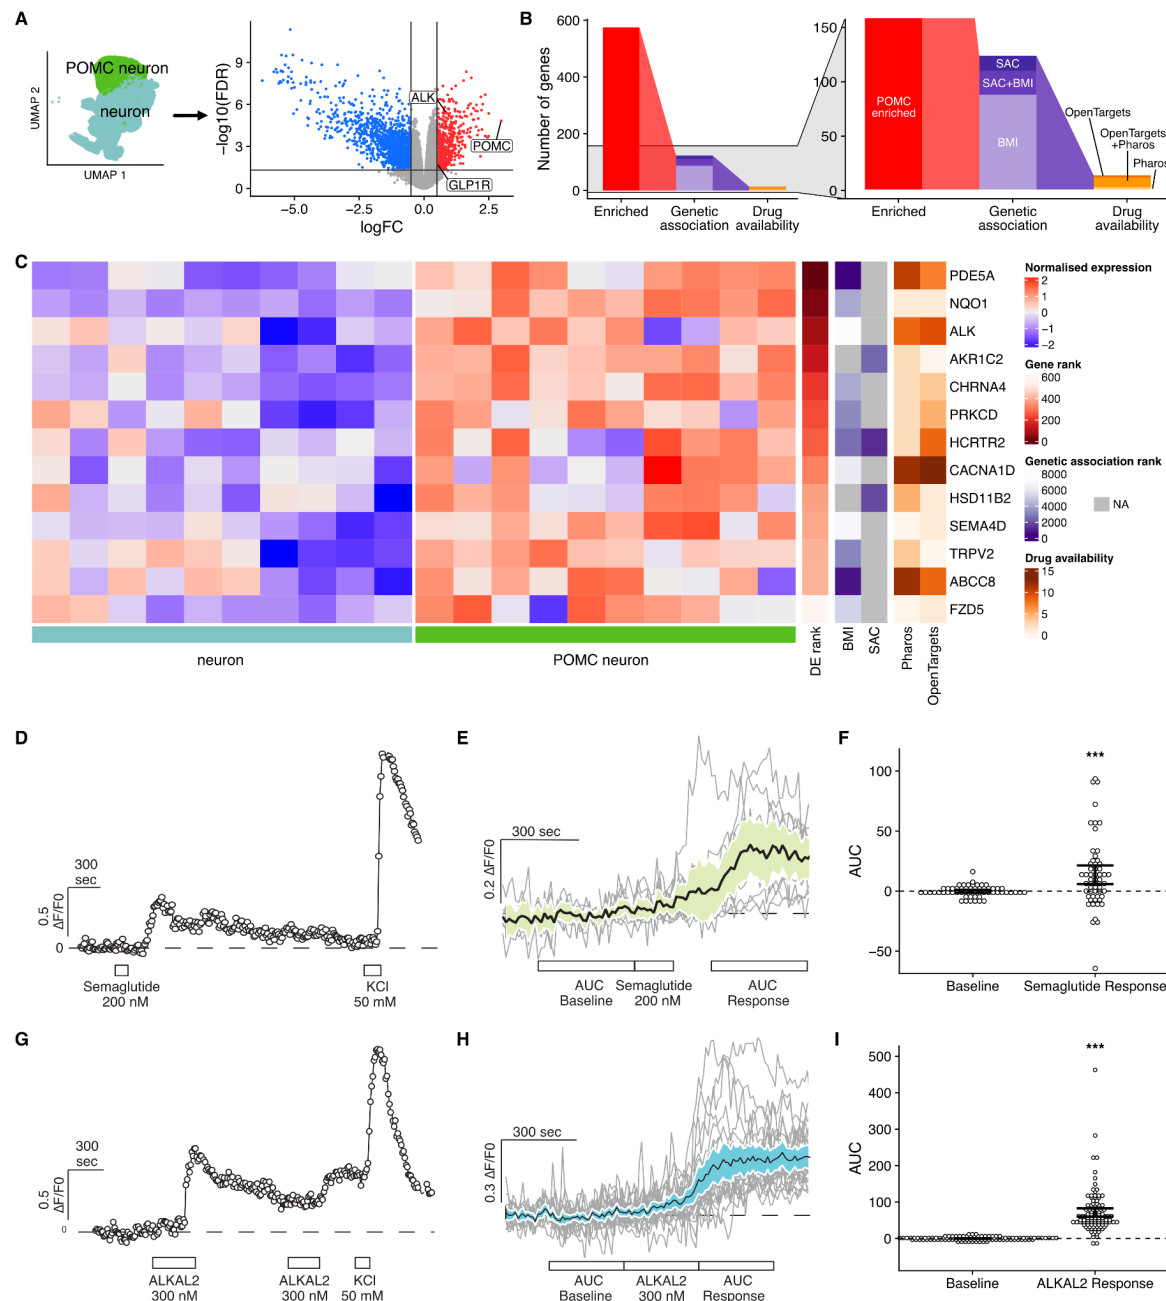 A
UMAP 2
POMC neuron
neuron
UMAP 1
−log10(FDR)
9
6
3
0
ALK
POMC
GLP1R
−5.0
−2.5
0.0
2.5
logFC
B
Number of genes
600
400
200
0
Enriched
Genetic
association
Drug
availability
150
100
50
0
POMC
enriched
SAC
SAC+BMI
BMI
OpenTargets
OpenTargets
+Pharos
Pharos
Enriched
Genetic
association
Drug
availability
C
PDE5A
NQO1
ALK
AKR1C2
CHRNA4
PRKCD
HCRTR2
CACNA1D
HSD11B2
SEMA4D
TRPV2
ABCC8
FZD5
neuron
POMC neuron
DE rank
BMI
SAC
Pharos
OpenTargets
Normalised expression
2
1
0
−1
−2
Gene rank
600
400
200
0
Genetic association rank
8000
6000
4000
2000
0
NA
Drug availability
15
10
5
0
D
300
sec
0.5
ΔF/F0
0
Semaglutide
200 nM
KCl
50 mM
E
300 sec
0.2 ΔF/F0
AUC
Baseline
Semaglutide
200 nM
AUC
Response
F
***
AUC
100
50
0
−50
Baseline
Semaglutide Response
G
300
sec
0.5
ΔF/F0
0
ALKAL2
300 nM
ALKAL2
300 nM
KCl
50 mM
H
300 sec
0.3 ΔF/F0
AUC
Baseline
ALKAL2
300 nM
AUC
Response
I
***
AUC
500
400
300
200
100
0
Baseline
ALKAL2 Response